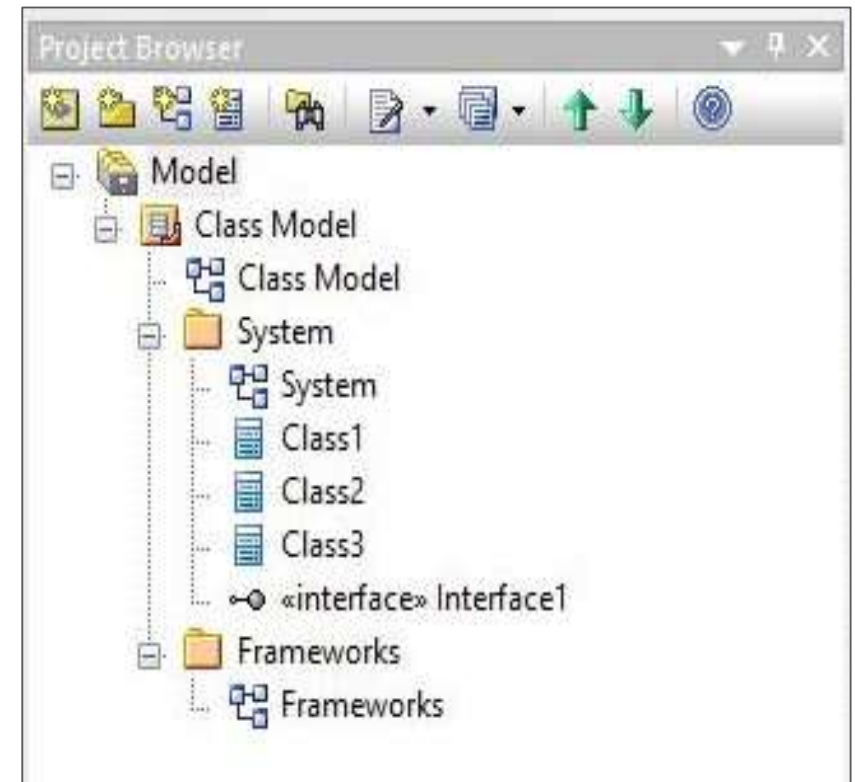 Project Browser
Model
Class Model
Class Model
System
System
Class1
Class2
Class3
«interface» Interface1
Frameworks
Frameworks